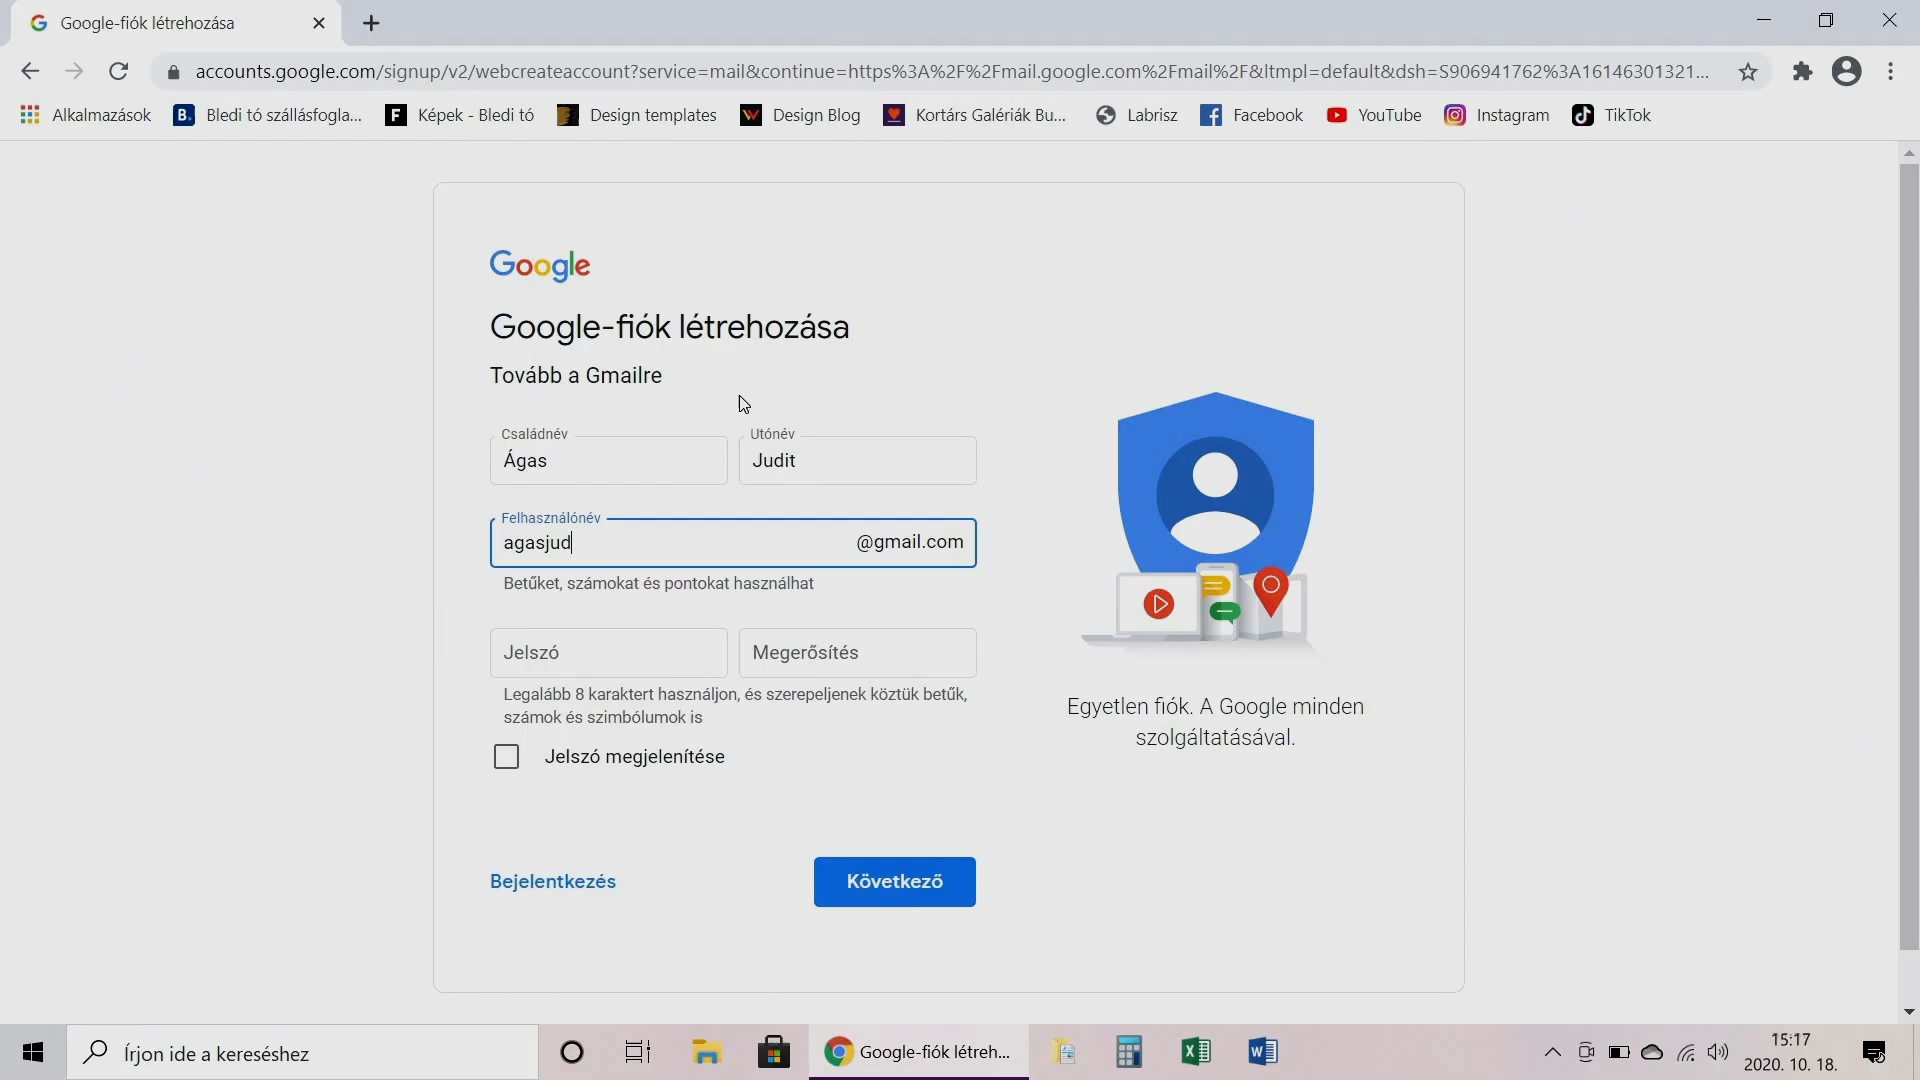 Google-fiók létrehozása
accounts.google.com/signup/v2/webcreateaccount?service=mail&continue=https%3A%2F%2Fmail.google.com%2Fmail%2F&ltmpl=default&dsh=S906941762%3A16146301321...
Alkalmazások B. Bledi tó szállásfogla... F Képek - Bledi tó Design templates Design Blog Kortárs Galériák Bu... Labrisz Facebook YouTube Instagram TikTok
Google
Google-fiók létrehozása
Tovább a Gmailre
Családnév Utónév
Ágas Judit
Felhasználónév
agasjud @gmail.com
Betűket, számokat és pontokat használhat
Jelszó Megerősítés
Legalább 8 karaktert használjon, és szerepeljenek köztük betűk,
számok és szimbólumok is
Jelszó megjelenítése
Egyetlen fiók. A Google minden
szolgáltatásával.
Bejelentkezés Következő
Írjon ide a kereséshez Google-fiók létreh... 15:17
2020. 10. 18.